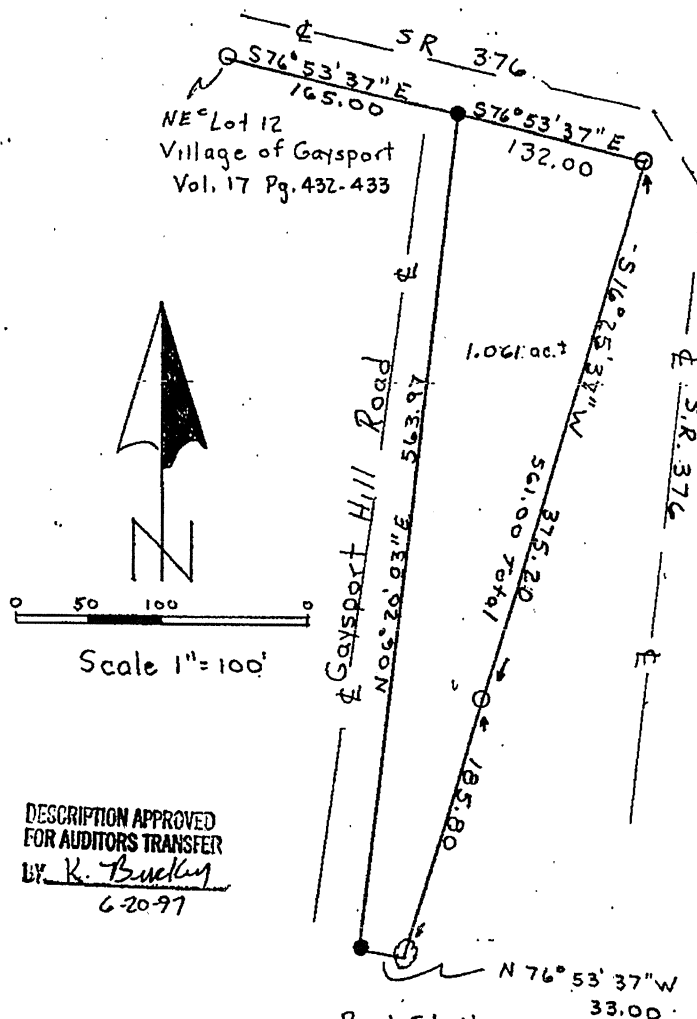 ℄ SR 376
S76°53'37"E
165.00
S76°53'37"E
132.00
NE Lot 12
Village of Gaysport
Vol. 17 Pg. 432-433
1.061 ac.±
S16°25'37"W
375.20
561.00 Total
185.80
℄ S.R. 376
℄
℄ Gaysport Hill Road ℄
N06°02'03"E 563.97
N
0 50 100 0
Scale 1"=100'
DESCRIPTION APPROVED
FOR AUDITORS TRANSFER
BY K. Buckley
6-20-97
N 76° 53' 37"W
33.00